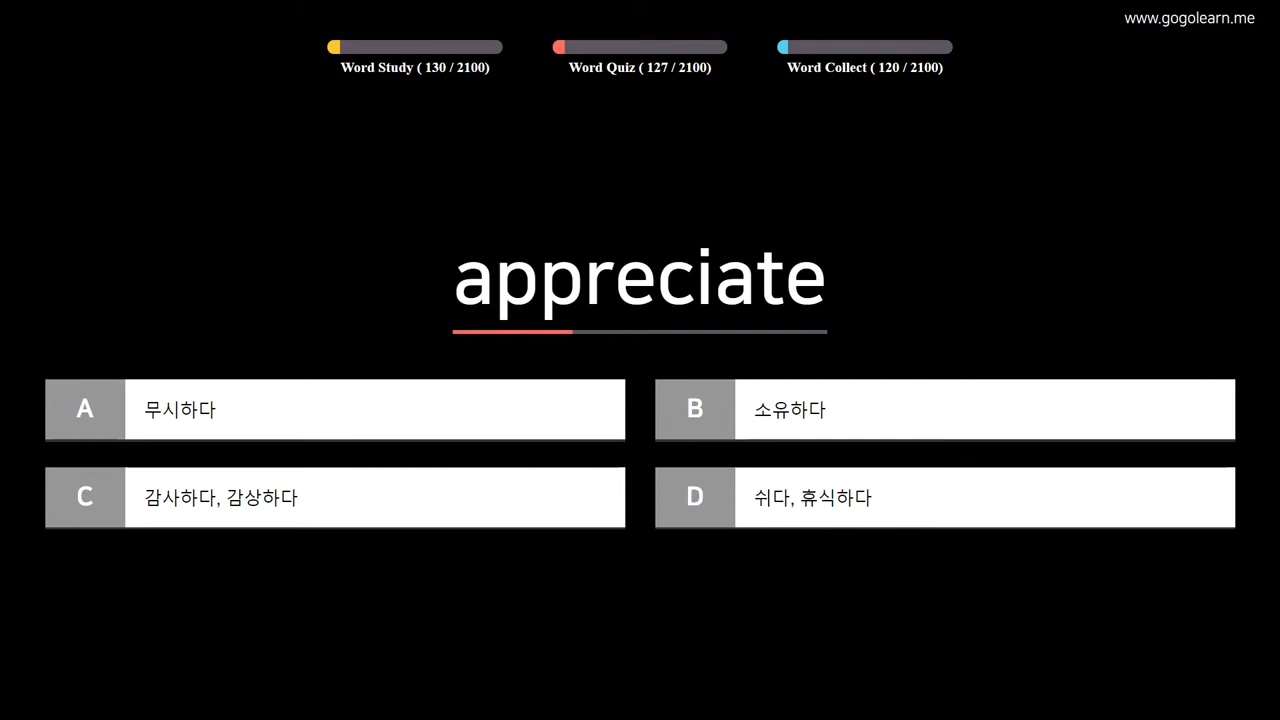 www.gogolearn.me
Word Study ( 130 / 2100)
Word Quiz ( 127 / 2100)
Word Collect ( 120 / 2100)
appreciate
A 무시하다
B 소유하다
C 감사하다, 감상하다
D 쉬다, 휴식하다